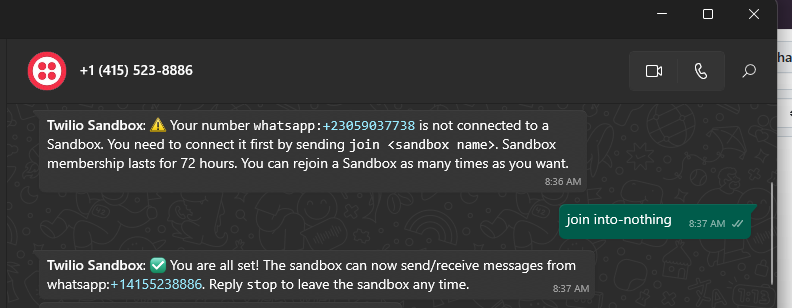 +1 (415) 523-8886
Twilio Sandbox: ⚠️ Your number whatsapp:+23059037738 is not connected to a
Sandbox. You need to connect it first by sending join <sandbox name>. Sandbox
membership lasts for 72 hours. You can rejoin a Sandbox as many times as you want.
8:36 AM
join into-nothing 8:37 AM
Twilio Sandbox: ✅ You are all set! The sandbox can now send/receive messages from
whatsapp:+14155238886. Reply stop to leave the sandbox any time.
8:37 AM